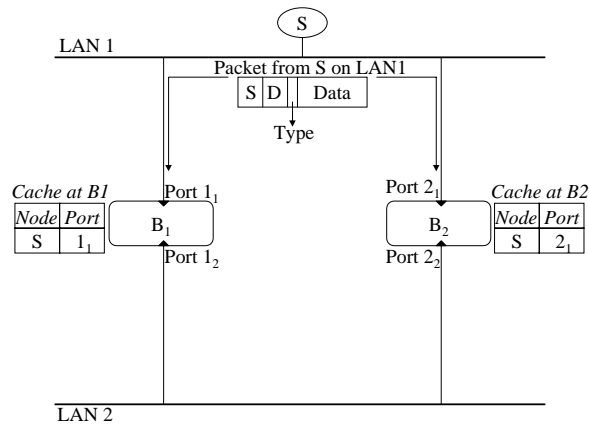 S
LAN 1
Packet from S on LAN1
S D Data
Type
Cache at B1
Node Port
S 1₁
Port 1₁
B₁
Port 1₂
Port 2₁
B₂
Port 2₂
Cache at B2
Node Port
S 2₁
LAN 2